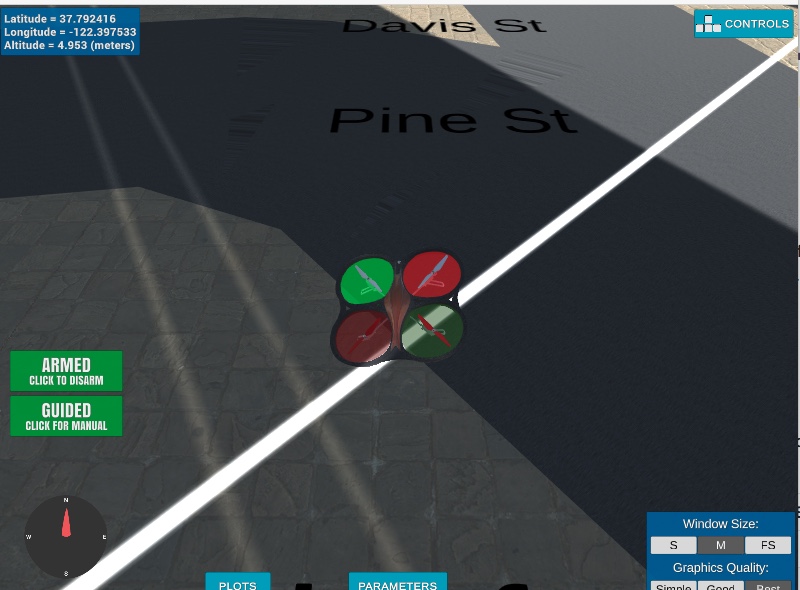 Latitude = 37.792416
Longitude = -122.397533
Altitude = 4.953 (meters)
Davis St
CONTROLS
Pine St
ARMED
CLICK TO DISARM
GUIDED
CLICK FOR MANUAL
N
W E
S
Window Size:
S M FS
Graphics Quality:
Simple Good Best
PLOTS PARAMETERS